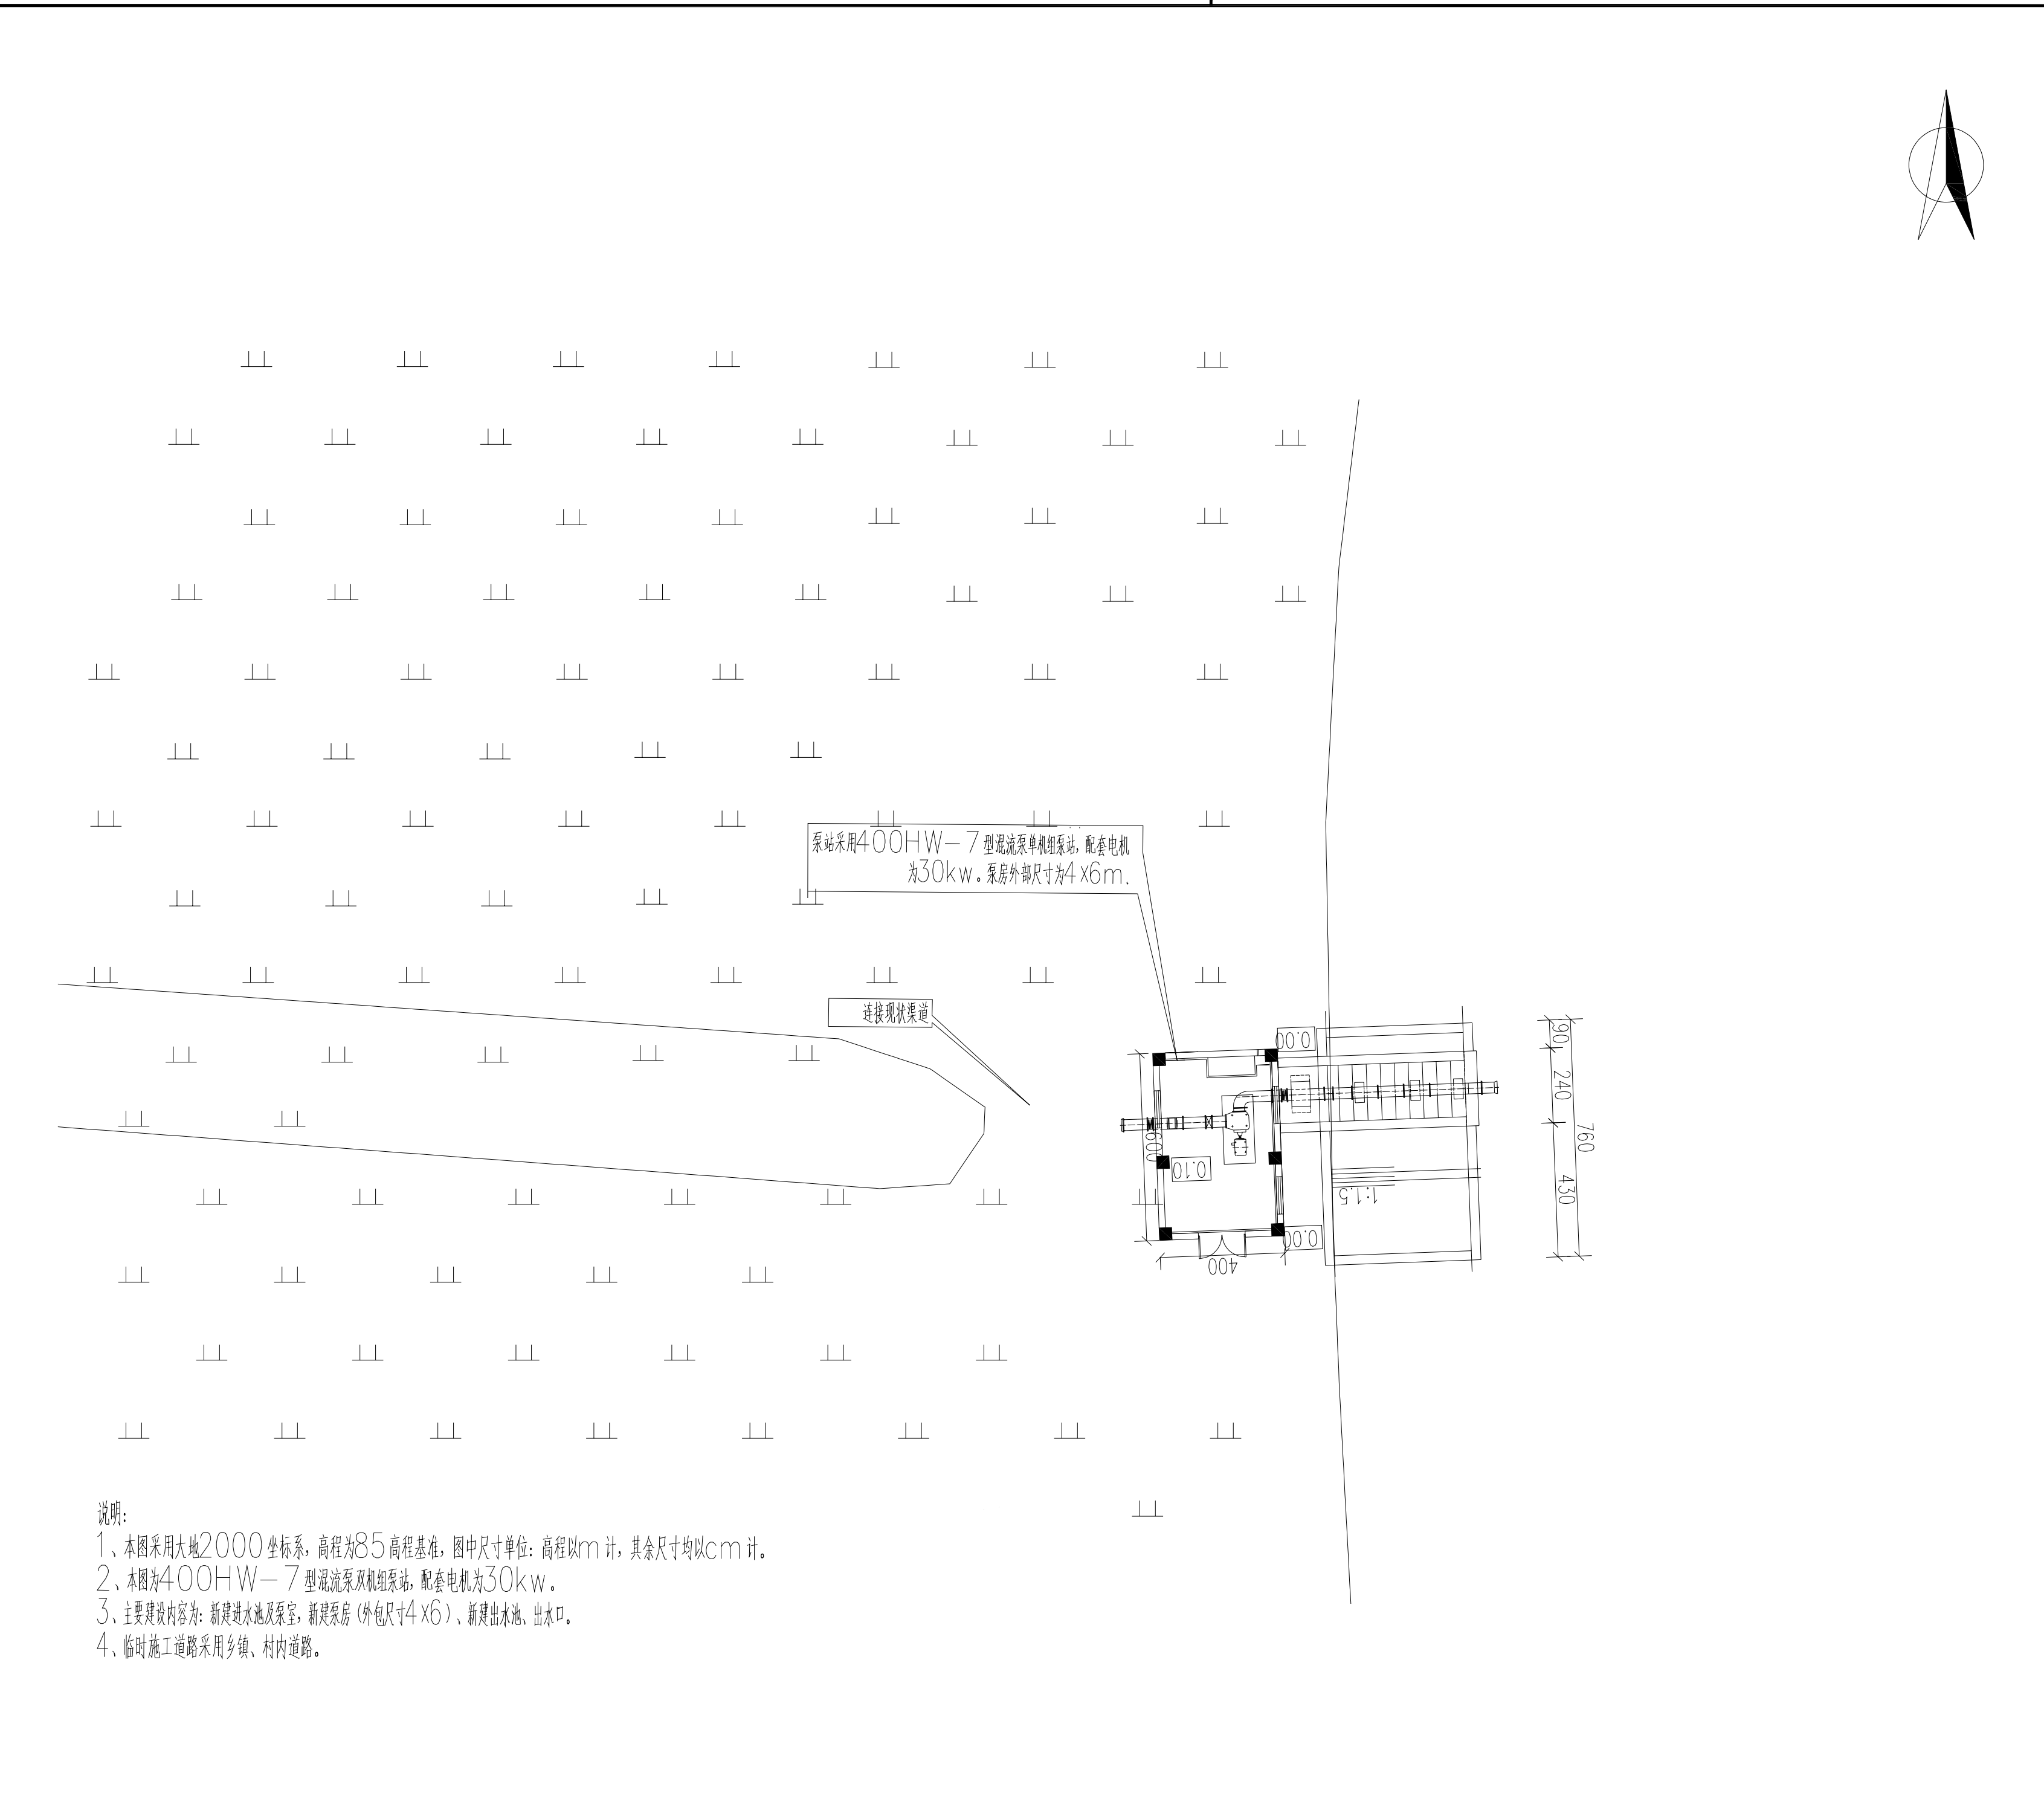 泵站采用400HW-7型混流泵单机组泵站，配套电机
为30kw。泵房外部尺寸为4×6m.
连接现状渠道
0.00
90
240
760
600
0.10
430
1:1.5
0.00
400
说明：
1、本图采用大地2000坐标系，高程为85高程基准，图中尺寸单位：高程以m计，其余尺寸均以cm计。
2、本图为400HW-7型混流泵双机组泵站，配套电机为30kw。
3、主要建设内容为：新建进水池及泵室，新建泵房（外包尺寸4×6）、新建出水池、出水口。
4、临时施工道路采用乡镇、村内道路。